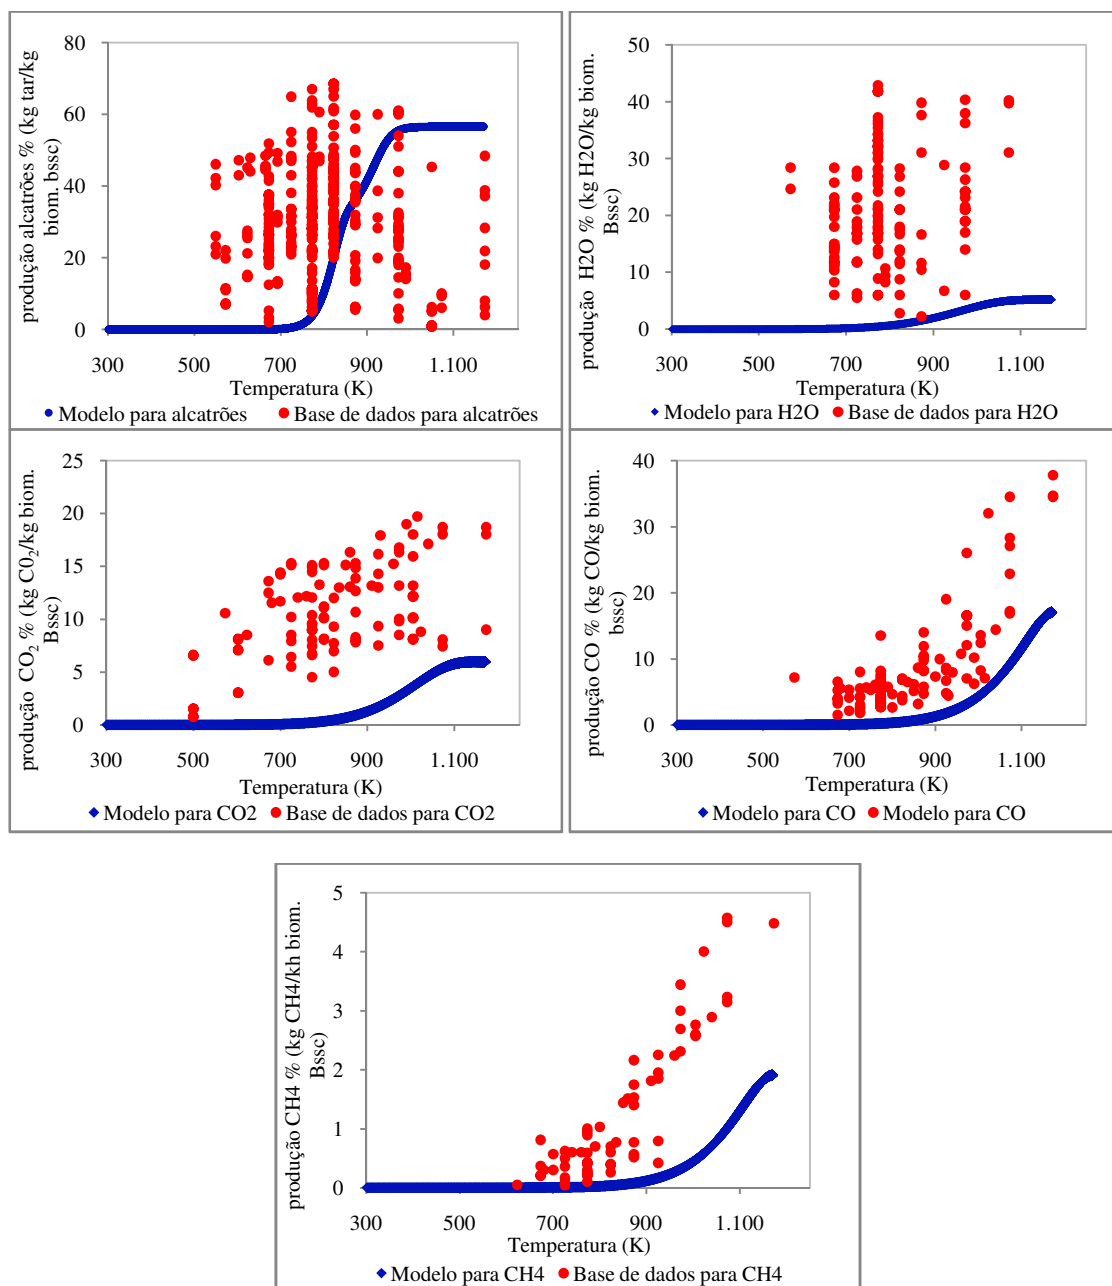 produção alcatrões % (kg tar/kg
biom. bssc)
80
60
40
20
0
300 500 700 900 1.100
Temperatura (K)
Modelo para alcatrões Base de dados para alcatrões
produção H2O % (kg H2O/kg biom.
Bssc)
50
40
30
20
10
0
300 500 700 900 1.100
Temperatura (K)
Modelo para H2O Base de dados para H2O
produção CO₂ % (kg C0₂/kg biom.
Bssc)
25
20
15
10
5
0
300 500 700 900 1.100
Temperatura (K)
Modelo para CO2 Base de dados para CO2
produção CO % (kg CO/kg biom.
bssc)
40
30
20
10
0
300 500 700 900 1.100
Temperatura (K)
Modelo para CO Modelo para CO
produção CH4 % (kg CH4/kh biom.
Bssc)
5
4
3
2
1
0
300 500 700 900 1.100
Temperatura (K)
Modelo para CH4 Base de dados para CH4